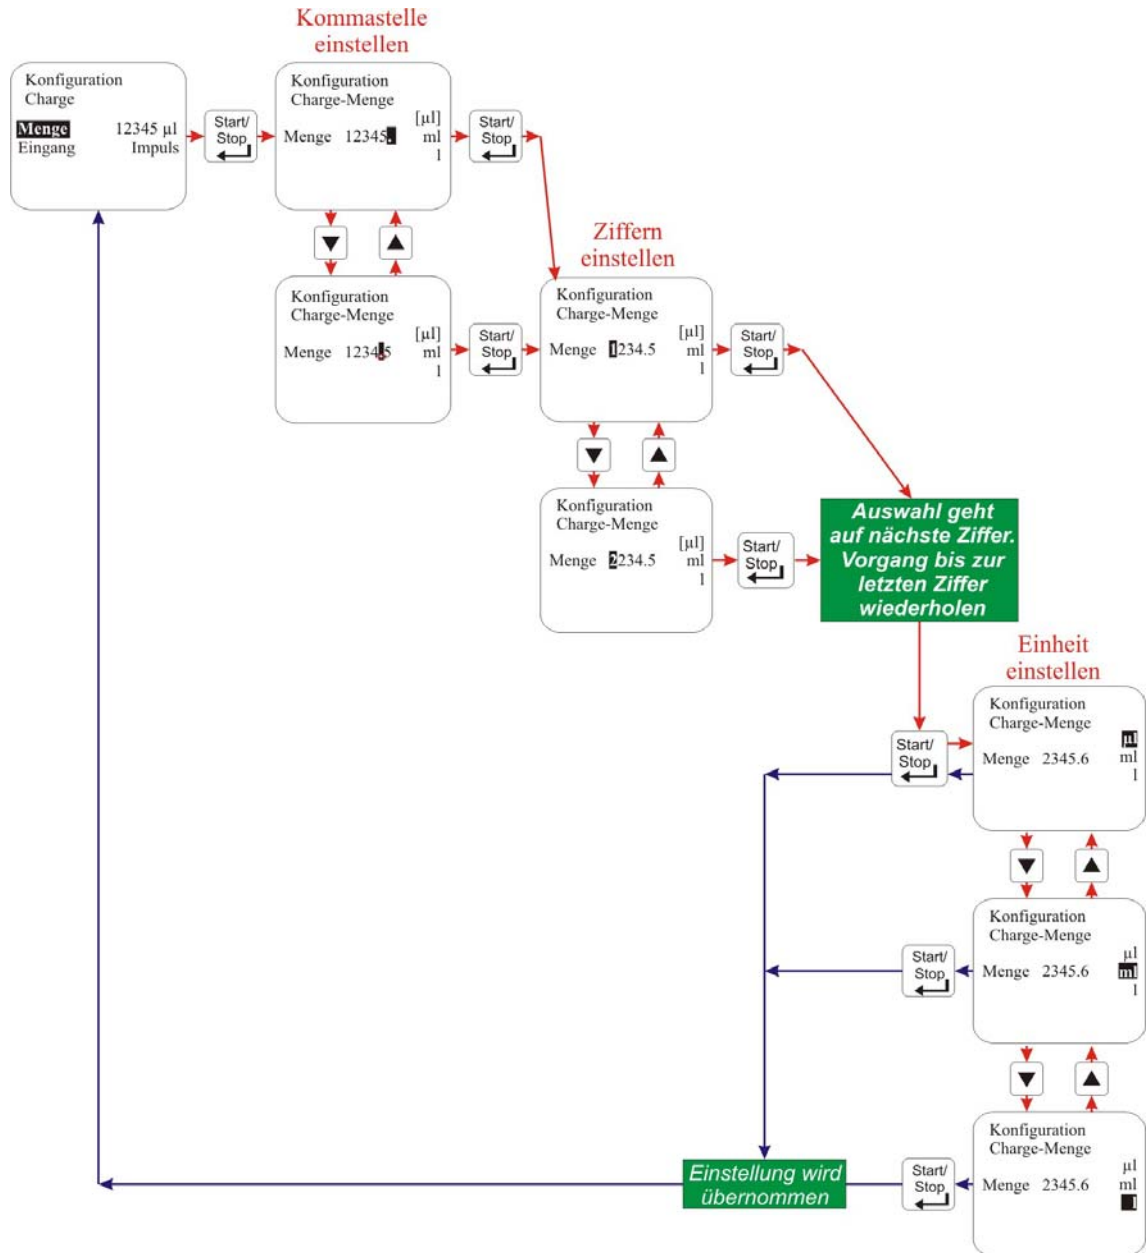 Kommastelle
einstellen
Konfiguration
Charge
Menge 12345 µl
Eingang Impuls
Start/
Stop
Konfiguration
Charge-Menge
[µl]
Menge 12345. ml
l
Start/
Stop
Konfiguration
Charge-Menge
[µl]
Menge 1234.5 ml
l
Start/
Stop
Ziffern
einstellen
Konfiguration
Charge-Menge
[µl]
Menge 1234.5 ml
l
Start/
Stop
Konfiguration
Charge-Menge
[µl]
Menge 2234.5 ml
l
Start/
Stop
Auswahl geht
auf nächste Ziffer.
Vorgang bis zur
letzten Ziffer
wiederholen
Einheit
einstellen
Start/
Stop
Konfiguration
Charge-Menge
µl
Menge 2345.6 ml
l
Start/
Stop
Konfiguration
Charge-Menge
µl
Menge 2345.6 ml
l
Einstellung wird
übernommen
Start/
Stop
Konfiguration
Charge-Menge
µl
Menge 2345.6 ml
l